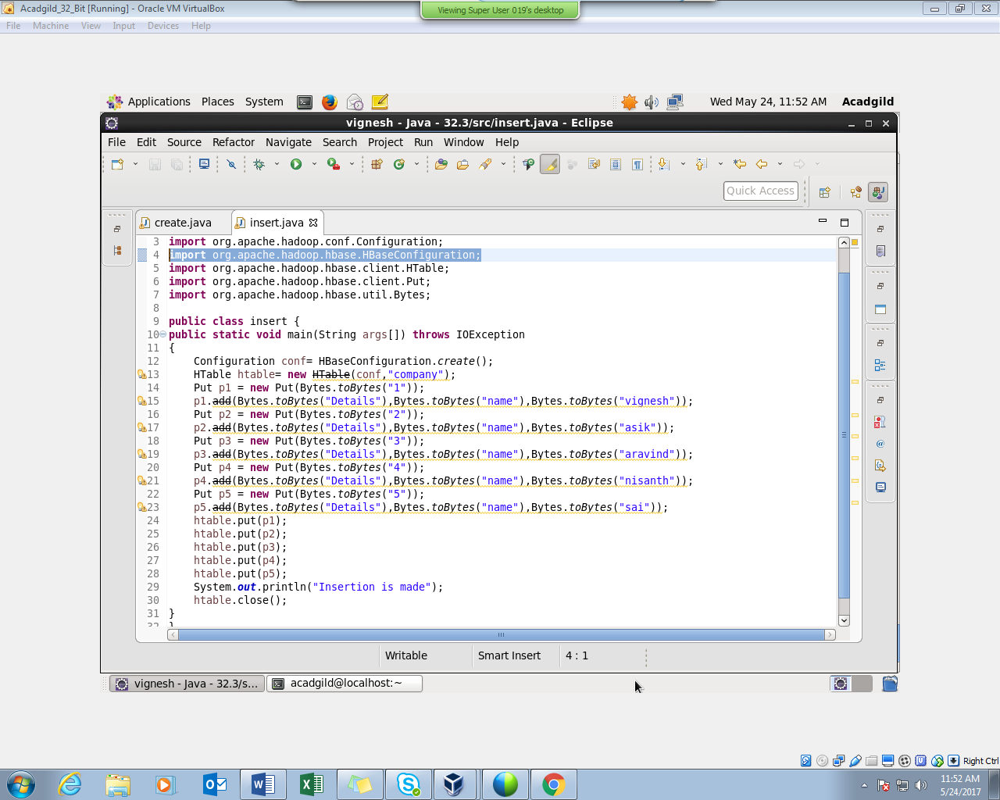 Acadgild_32_Bit [Running] - Oracle VM VirtualBox
Viewing Super User 019's desktop
File Machine View Input Devices Help
Applications Places System
Wed May 24, 11:52 AM Acadgild
vignesh - Java - 32.3/src/insert.java - Eclipse
File Edit Source Refactor Navigate Search Project Run Window Help
Quick Access
create.java insert.java
3 import org.apache.hadoop.conf.Configuration;
4 import org.apache.hadoop.hbase.HBaseConfiguration;
5 import org.apache.hadoop.hbase.client.HTable;
6 import org.apache.hadoop.hbase.client.Put;
7 import org.apache.hadoop.hbase.util.Bytes;
8
9 public class insert {
10 public static void main(String args[]) throws IOException
11 {
12 Configuration conf= HBaseConfiguration.create();
13 HTable htable= new HTable(conf,"company");
14 Put p1 = new Put(Bytes.toBytes("1"));
15 p1.add(Bytes.toBytes("Details"),Bytes.toBytes("name"),Bytes.toBytes("vignesh"));
16 Put p2 = new Put(Bytes.toBytes("2"));
17 p2.add(Bytes.toBytes("Details"),Bytes.toBytes("name"),Bytes.toBytes("asik"));
18 Put p3 = new Put(Bytes.toBytes("3"));
19 p3.add(Bytes.toBytes("Details"),Bytes.toBytes("name"),Bytes.toBytes("aravind"));
20 Put p4 = new Put(Bytes.toBytes("4"));
21 p4.add(Bytes.toBytes("Details"),Bytes.toBytes("name"),Bytes.toBytes("nisanth"));
22 Put p5 = new Put(Bytes.toBytes("5"));
23 p5.add(Bytes.toBytes("Details"),Bytes.toBytes("name"),Bytes.toBytes("sai"));
24 htable.put(p1);
25 htable.put(p2);
26 htable.put(p3);
27 htable.put(p4);
28 htable.put(p5);
29 System.out.println("Insertion is made");
30 htable.close();
31 }
32 }
Writable Smart Insert 4 : 1
vignesh - Java - 32.3/s... acadgild@localhost:~
Right Ctrl
11:52 AM
5/24/2017